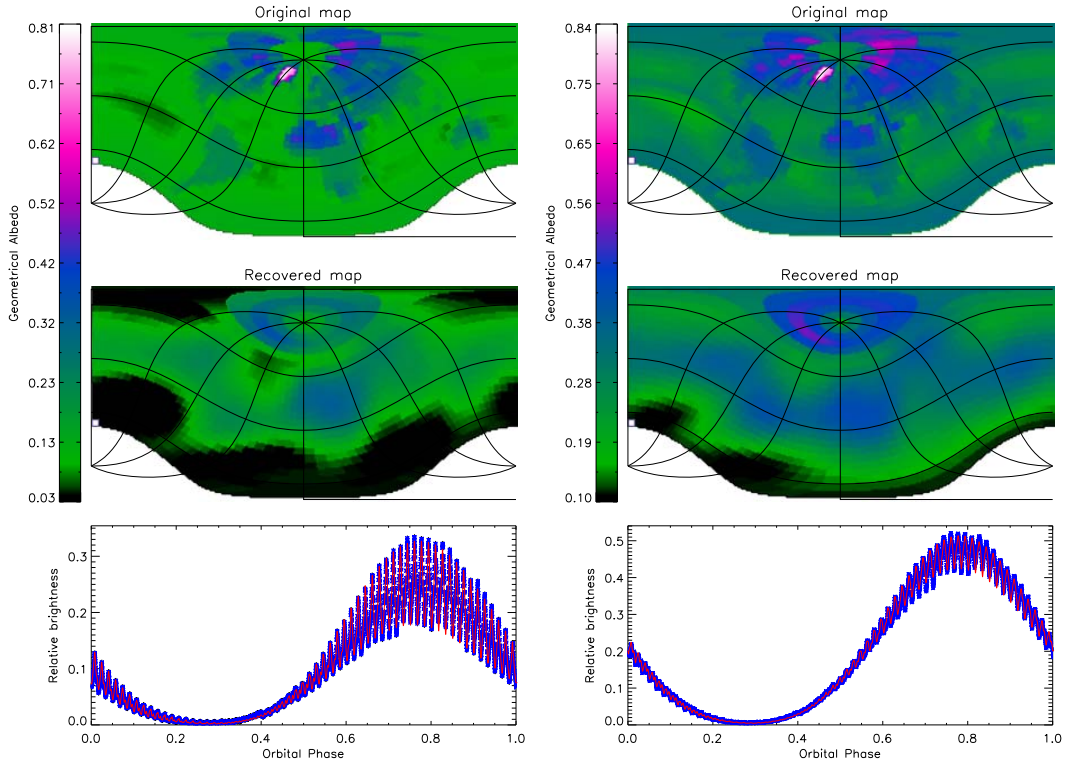 Original map
Original map
0.81
0.71
0.62
0.52
0.42
0.32
0.23
0.13
0.03
Geometrical Albedo
0.84
0.75
0.65
0.56
0.47
0.38
0.28
0.19
0.10
Geometrical Albedo
Recovered map
Recovered map
0.3
0.2
0.1
0.0
Relative brightness
0.0 0.2 0.4 0.6 0.8 1.0
Orbital Phase
0.5
0.4
0.3
0.2
0.1
0.0
Relative brightness
0.0 0.2 0.4 0.6 0.8 1.0
Orbital Phase